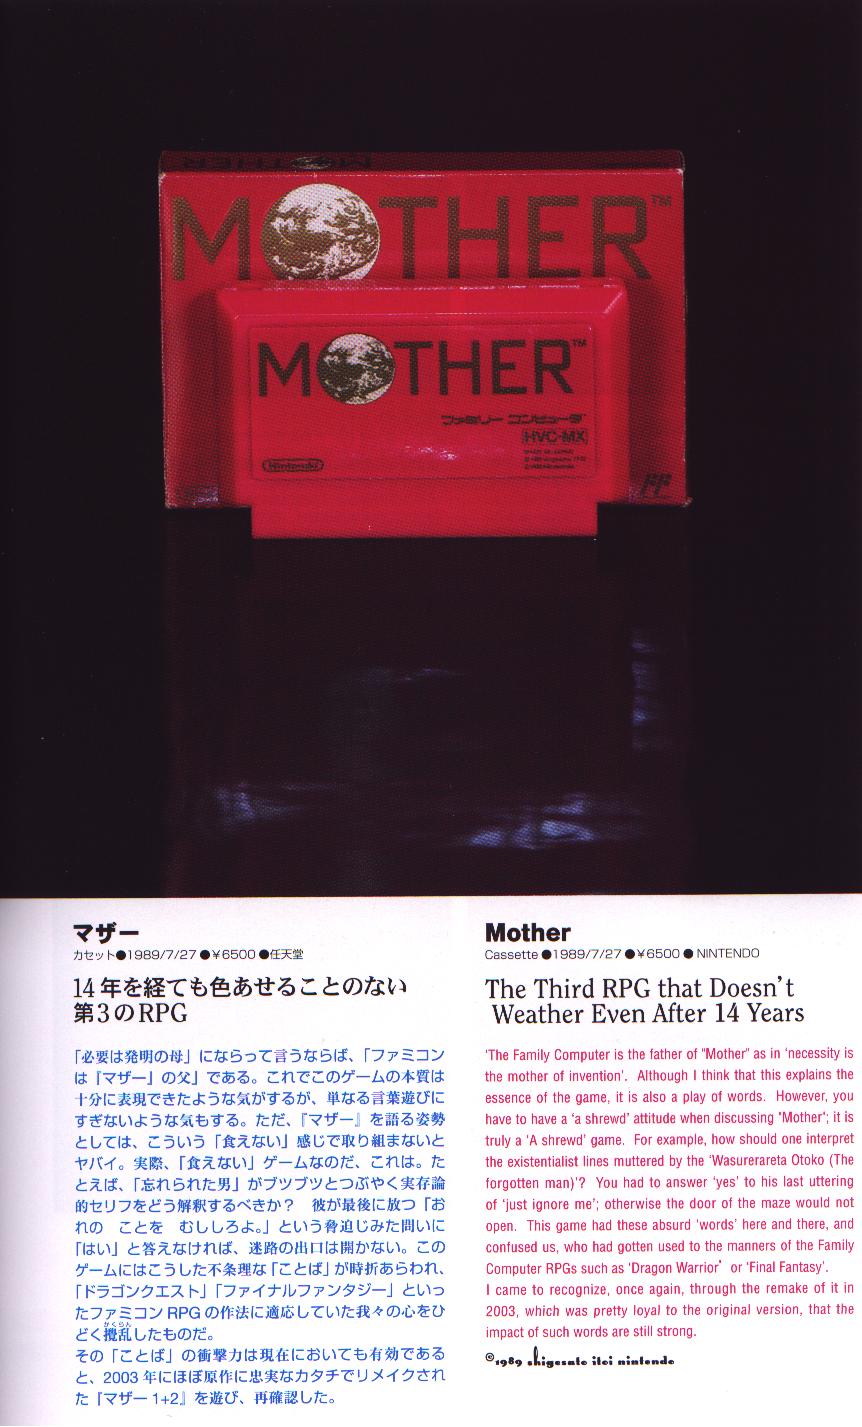 MOTHER
MOTHER™
MOTHER™
ファミリー コンピュータ™
HVC-MX
Nintendo
マザー
カセット●1989/7/27 ●¥6500 ●任天堂
14年を経ても色あせることのない
第3のRPG
「必要は発明の母」にならって言うならば、「ファミコン
は『マザー』の父」である。これでこのゲームの本質は
十分に表現できたような気がするが、単なる言葉遊びに
すぎないような気もする。ただ、『マザー』を語る姿勢
としては、こういう「食えない」感じで取り組まないと
ヤバイ。実際、「食えない」ゲームなのだ、これは。た
とえば、「忘れられた男」がブツブツとつぶやく実存論
的セリフをどう解釈するべきか？　彼が最後に放つ「お
れの　ことを　むししろよ。」という脅迫じみた問いに
「はい」と答えなければ、迷路の出口は開かない。この
ゲームにはこうした不条理な「ことば」が時折あらわれ、
「ドラゴンクエスト」「ファイナルファンタジー」といっ
たファミコンRPGの作法に適応していた我々の心をひ
かくらん
どく攪乱したものだ。
その「ことば」の衝撃力は現在においても有効である
と、2003年にほぼ原作に忠実なカタチでリメイクされ
た『マザー1+2』を遊び、再確認した。
Mother
Cassette ●1989/7/27 ●¥6500 ● NINTENDO
The Third RPG that Doesn't
Weather Even After 14 Years
'The Family Computer is the father of "Mother" as in 'necessity is
the mother of invention'. Although I think that this explains the
essence of the game, it is also a play of words. However, you
have to have a 'a shrewd' attitude when discussing 'Mother'; it is
truly a 'A shrewd' game. For example, how should one interpret
the existentialist lines muttered by the 'Wasurerareta Otoko (The
forgotten man)'? You had to answer 'yes' to his last uttering
of 'just ignore me'; otherwise the door of the maze would not
open. This game had these absurd 'words' here and there, and
confused us, who had gotten used to the manners of the Family
Computer RPGs such as 'Dragon Warrior' or 'Final Fantasy'.
I came to recognize, once again, through the remake of it in
2003, which was pretty loyal to the original version, that the
impact of such words are still strong.
©1989 shigesato itoi nintendo